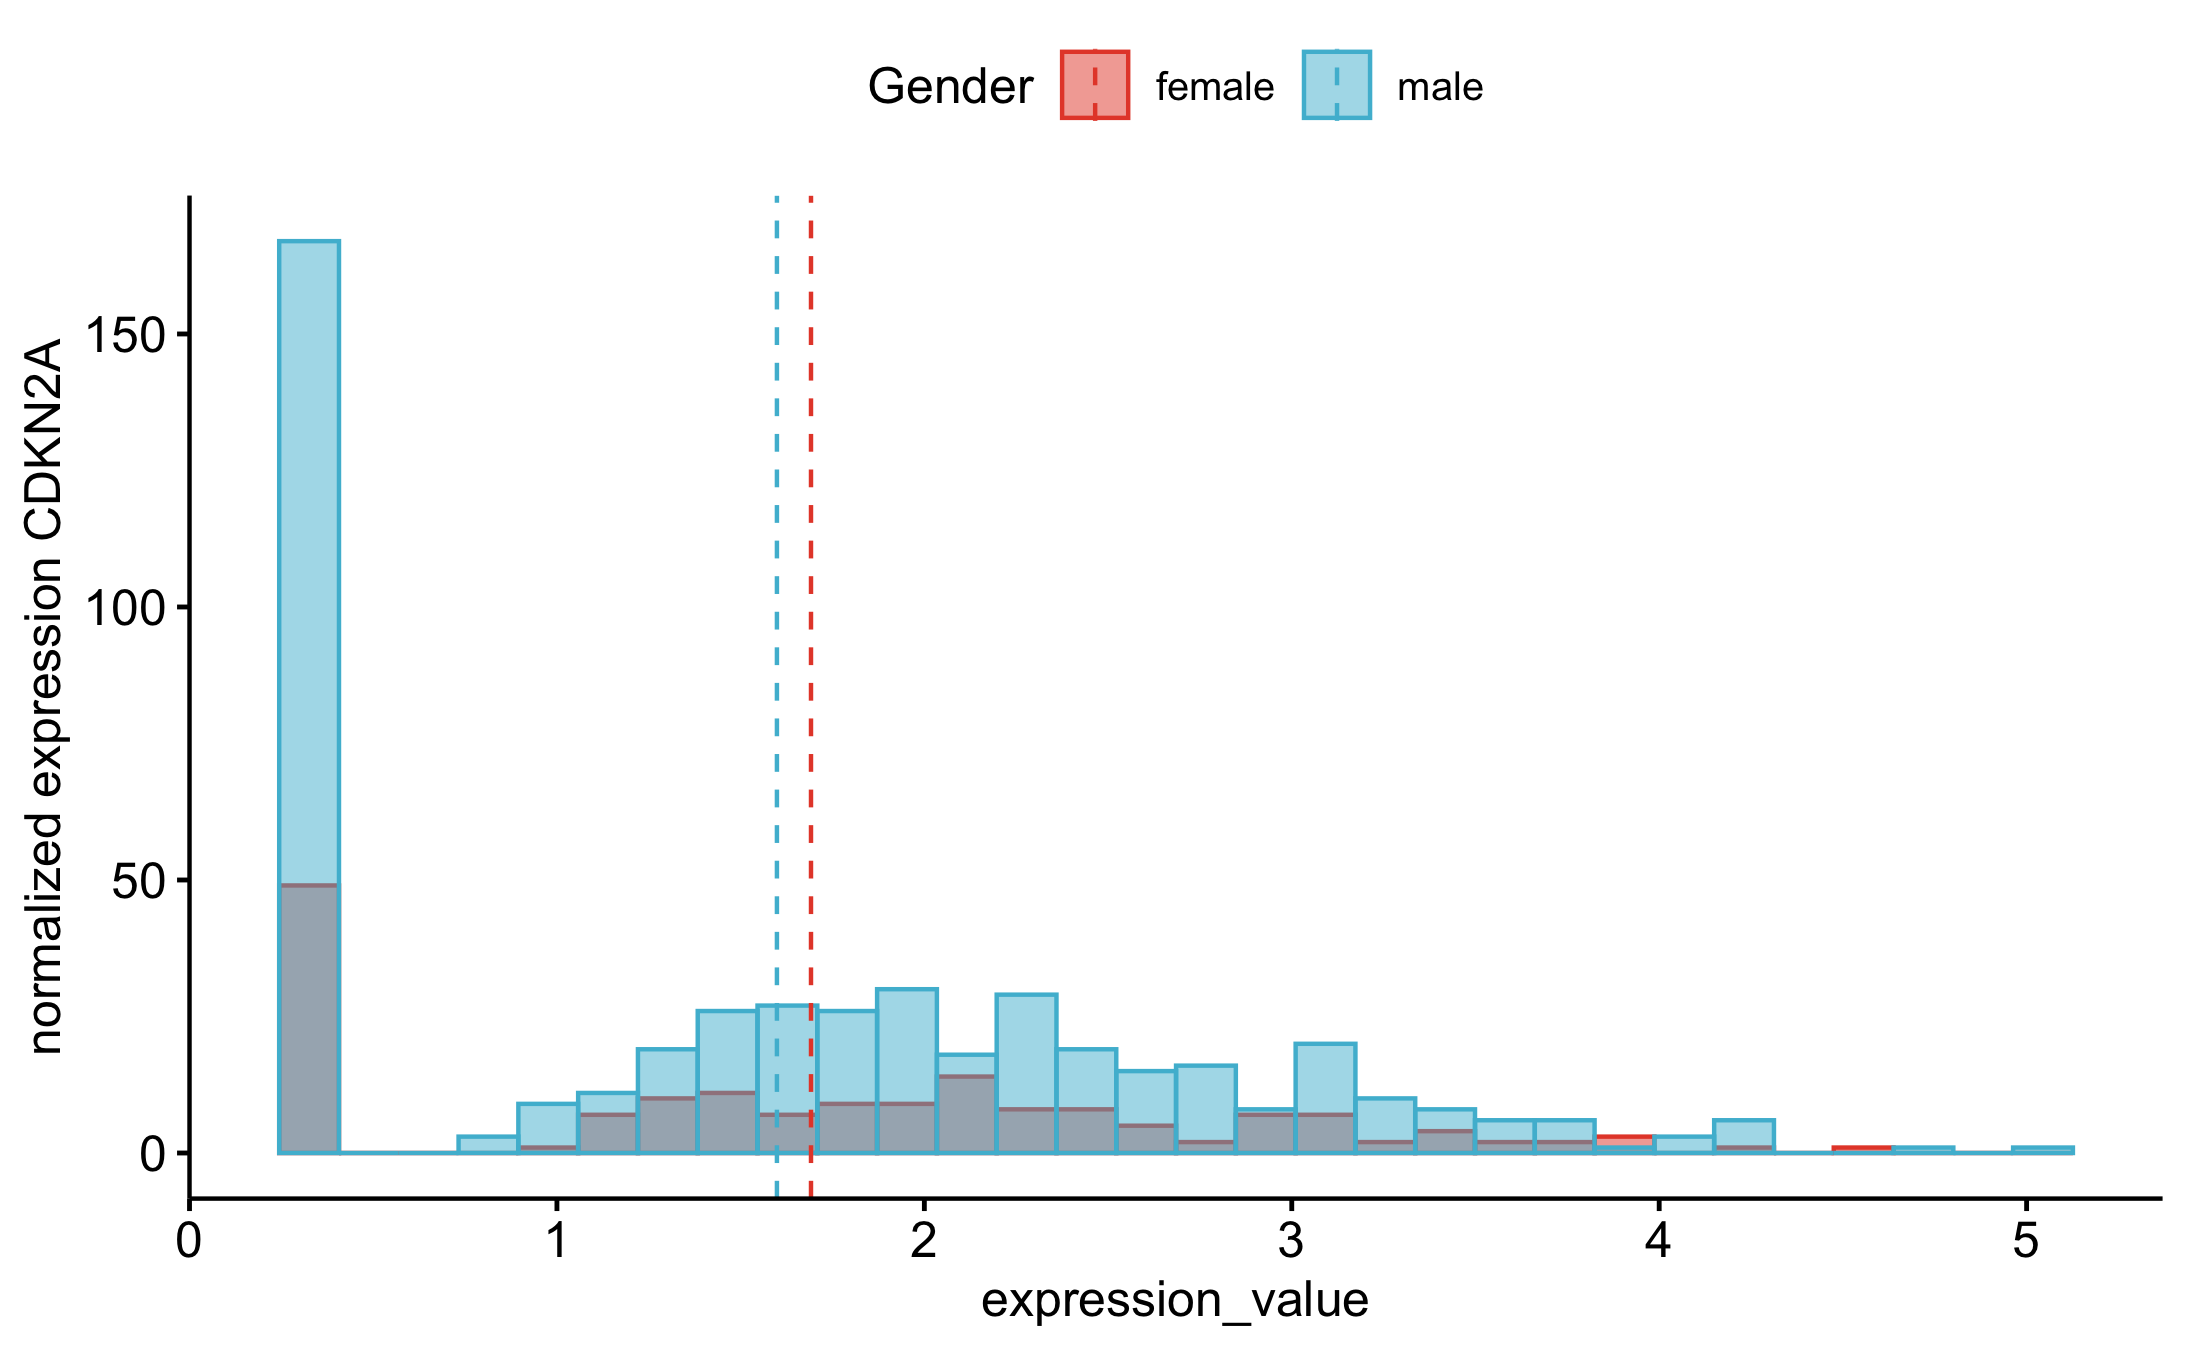 Gender female male
normalized expression CDKN2A
150
100
50
0
0 1 2 3 4 5
expression_value